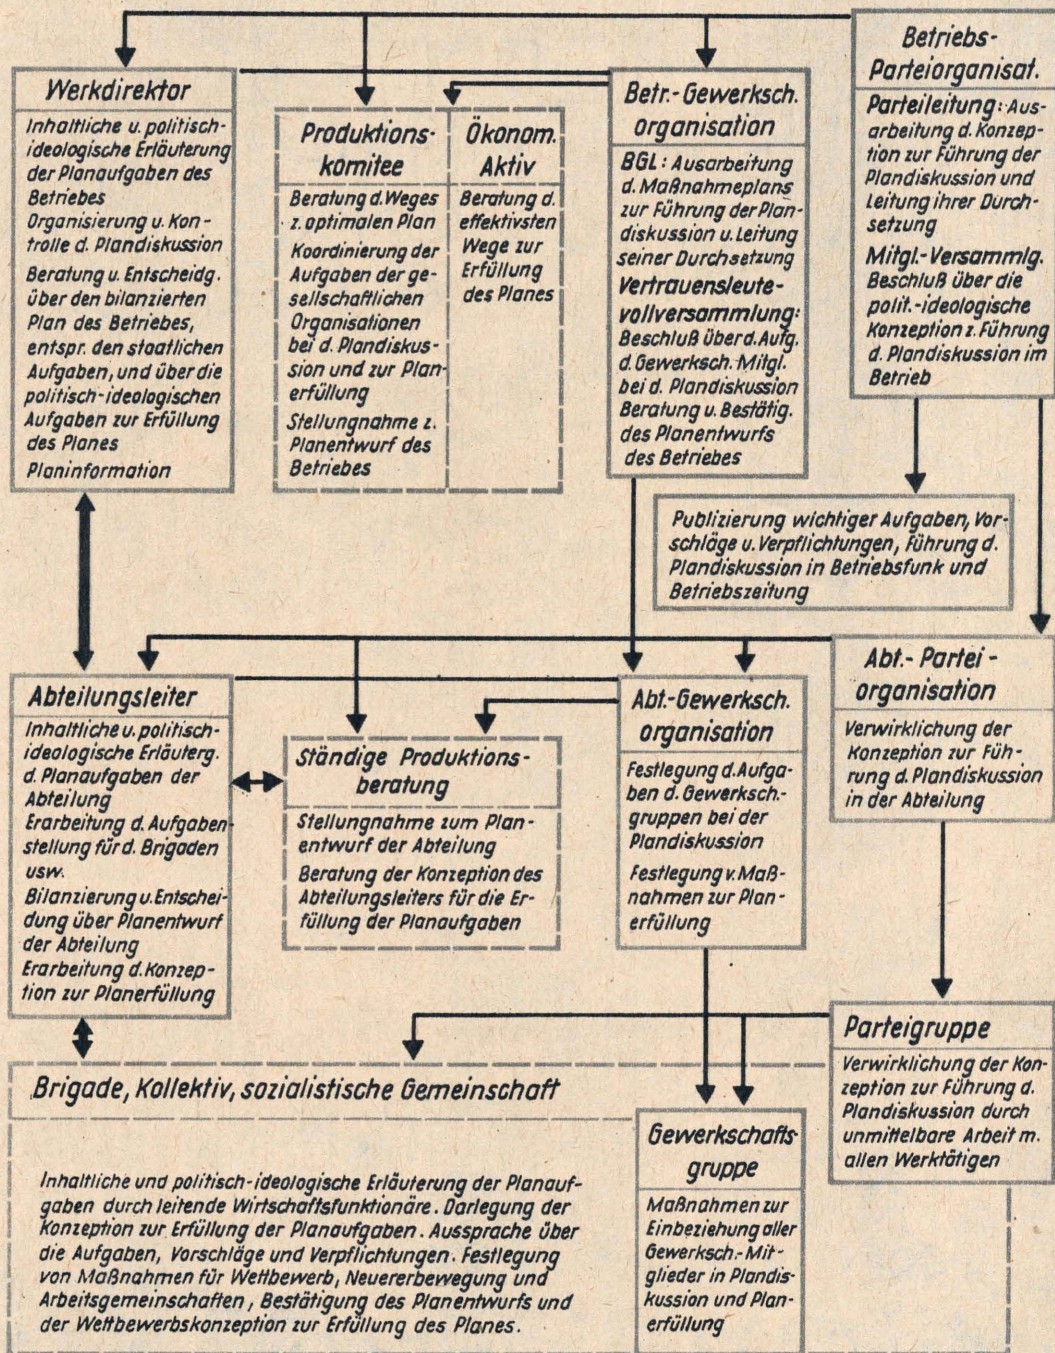 Werkdirektor
Inhaltliche u. politisch-
ideologische Erläuterung
der Planaufgaben des
Betriebes
Organisierung u. Kon-
trolle d. Plandiskussion
Beratung u. Entscheidg.
über den bilanzierten
Plan des Betriebes,
entspr. den staatlichen
Aufgaben, und über die
politisch-ideologischen
Aufgaben zur Erfüllung
des Planes
Planinformation
Produktions-
komitee
Beratung d. Weges
z. optimalen Plan
Koordinierung der
Aufgaben der ge-
sellschaftlichen
Organisationen
bei d. Plandiskus-
sion und zur Plan-
erfüllung
Stellungnahme z.
Planentwurf des
Betriebes
Ökonom.
Aktiv
Beratung d.
effektivsten
Wege zur
Erfüllung
des Planes
Betr.-Gewerksch.
organisation
BGL: Ausarbeitung
d. Maßnahmeplans
zur Führung der Plan-
diskussion u. Leitung
seiner Durchsetzung
Vertrauensleute-
vollversammlung:
Beschluß über d. Aufg.
d. Gewerksch.-Mitgl.
bei d. Plandiskussion
Beratung u. Bestätig.
des Planentwurfs
des Betriebes
Betriebs-
Parteiorganisat.
Parteileitung: Aus-
arbeitung d. Konzep-
tion zur Führung der
Plandiskussion und
Leitung ihrer Durch-
setzung
Mitgl.-Versammlg.
Beschluß über die
polit.-ideologische
Konzeption z. Führung
d. Plandiskussion im
Betrieb
Publizierung wichtiger Aufgaben, Vor-
schläge u. Verpflichtungen, Führung d.
Plandiskussion in Betriebsfunk und
Betriebszeitung
Abteilungsleiter
Inhaltliche u. politisch-
ideologische Erläuterg.
d. Planaufgaben der
Abteilung
Erarbeitung d. Aufgaben-
stellung für d. Brigaden
usw.
Bilanzierung u. Entschei-
dung über Planentwurf
der Abteilung
Erarbeitung d. Konzep-
tion zur Planerfüllung
Ständige Produktions-
beratung
Stellungnahme zum Plan-
entwurf der Abteilung
Beratung der Konzeption des
Abteilungsleiters für die Er-
füllung der Planaufgaben
Abt.-Gewerksch.
organisation
Festlegung d. Aufga-
ben d. Gewerksch.-
gruppen bei der
Plandiskussion
Festlegung v. Maß-
nahmen zur Plan-
erfüllung
Abt.- Partei -
organisation
Verwirklichung der
Konzeption zur Füh-
rung d. Plandiskussion
in der Abteilung
Brigade, Kollektiv, sozialistische Gemeinschaft
Inhaltliche und politisch-ideologische Erläuterung der Planauf-
gaben durch leitende Wirtschaftsfunktionäre. Darlegung der
Konzeption zur Erfüllung der Planaufgaben. Aussprache über
die Aufgaben, Vorschläge und Verpflichtungen. Festlegung
von Maßnahmen für Wettbewerb, Neuererbewegung und
Arbeitsgemeinschaften, Bestätigung des Planentwurfs und
der Wettbewerbskonzeption zur Erfüllung des Planes.
Gewerkschafts-
gruppe
Maßnahmen zur
Einbeziehung aller
Gewerksch.-Mit-
glieder in Plandis-
kussion und Plan-
erfüllung
Parteigruppe
Verwirklichung der Kon-
zeption zur Führung d.
Plandiskussion durch
unmittelbare Arbeit m.
allen Werktätigen